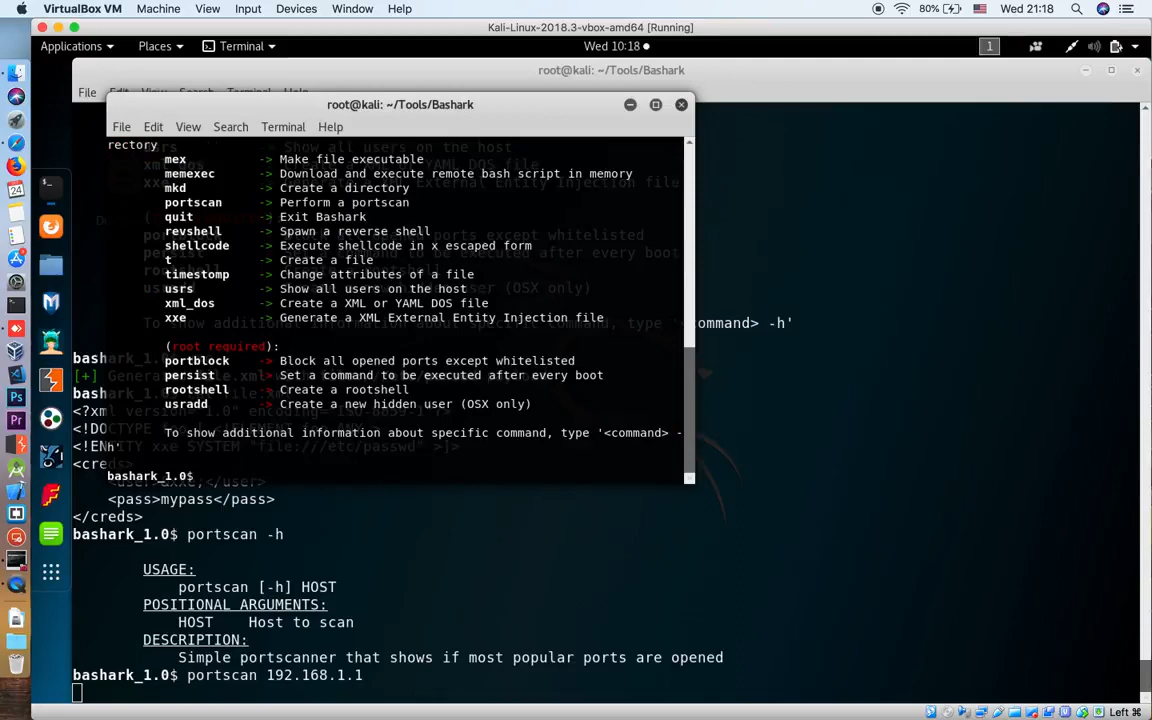 VirtualBox VM Machine View Input Devices Window Help 80% Wed 21:18
Kali-Linux-2018.3-vbox-amd64 [Running]
Applications Places Terminal Wed 10:18 1
root@kali: ~/Tools/Bashark
File Edit View Search Terminal Help
root@kali: ~/Tools/Bashark
File Edit View Search Terminal Help
rectory
mex -> Make file executable
memexec -> Download and execute remote bash script in memory
mkd -> Create a directory
portscan -> Perform a portscan
quit -> Exit Bashark
revshell -> Spawn a reverse shell
shellcode -> Execute shellcode in x escaped form
t -> Create a file
timestomp -> Change attributes of a file
usrs -> Show all users on the host
xml_dos -> Create a XML or YAML DOS file
xxe -> Generate a XML External Entity Injection file
(root required):
portblock -> Block all opened ports except whitelisted
persist -> Set a command to be executed after every boot
rootshell -> Create a rootshell
usradd -> Create a new hidden user (OSX only)
To show additional information about specific command, type '<command> -
h'
bashark_1.0$
<pass>mypass</pass>
</creds>
bashark_1.0$ portscan -h
USAGE:
portscan [-h] HOST
POSITIONAL ARGUMENTS:
HOST Host to scan
DESCRIPTION:
Simple portscanner that shows if most popular ports are opened
bashark_1.0$ portscan 192.168.1.1
Left ⌘